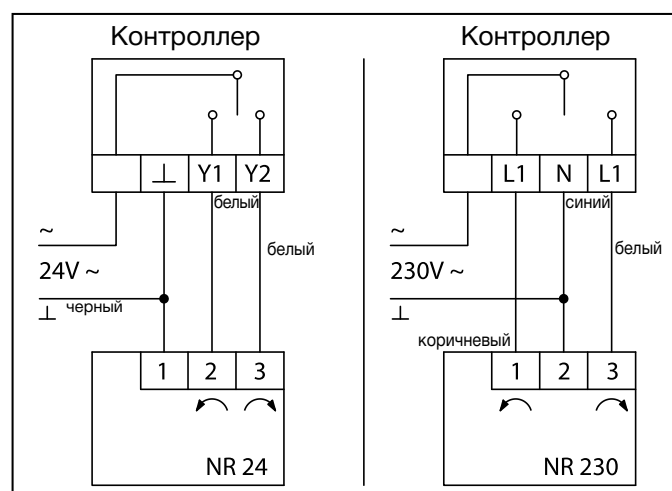 Контроллер
⊥ Y1 Y2
белый
~
белый
24V ~
черный
⊥
1 2 3
NR 24
Контроллер
L1 N L1
синий
~
белый
230V ~
⊥
коричневый
1 2 3
NR 230